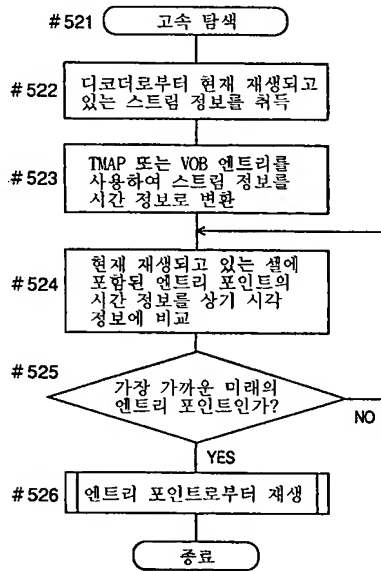 #521 고속 탐색
#522 디코더로부터 현재 재생되고
있는 스트림 정보를 취득
#523 TMAP 또는 VOB 엔트리를
사용하여 스트림 정보를
시간 정보로 변환
#524 현재 재생되고 있는 셀에
포함된 엔트리 포인트의
시간 정보를 상기 시각
정보에 비교
#525
가장 가까운 미래의
엔트리 포인트인가?
NO
YES
#526 엔트리 포인트로부터 재생
종료